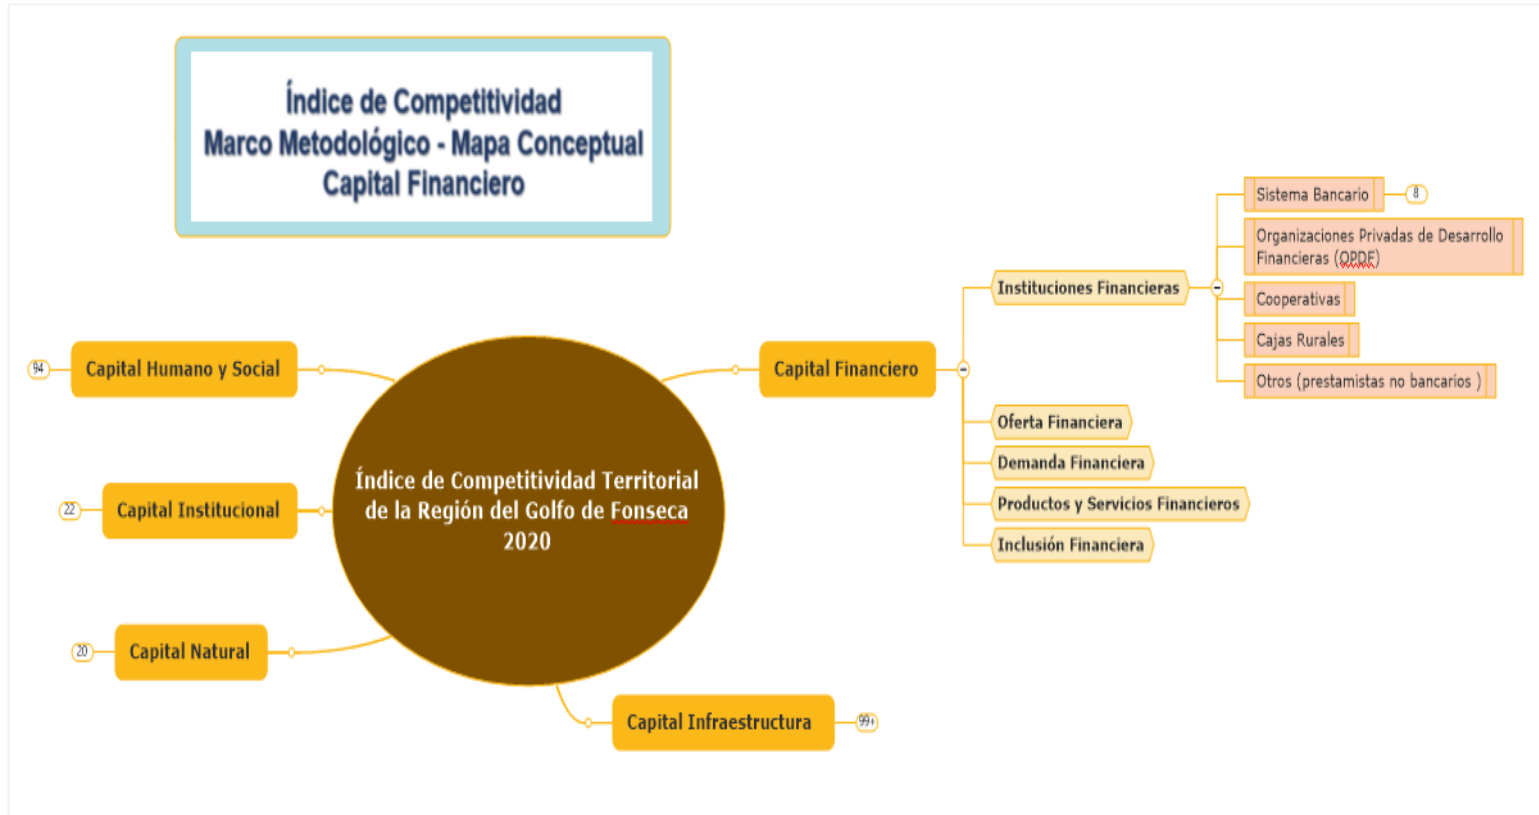 Índice de Competitividad
Marco Metodológico - Mapa Conceptual
Capital Financiero
Sistema Bancario
8
Organizaciones Privadas de Desarrollo
Financieras (OPDF)
Instituciones Financieras
Cooperativas
Cajas Rurales
Otros (prestamistas no bancarios )
94
Capital Humano y Social
Capital Financiero
Oferta Financiera
Demanda Financiera
Productos y Servicios Financieros
Inclusión Financiera
Índice de Competitividad Territorial
de la Región del Golfo de Fonseca
2020
22
Capital Institucional
20
Capital Natural
Capital Infraestructura
99+